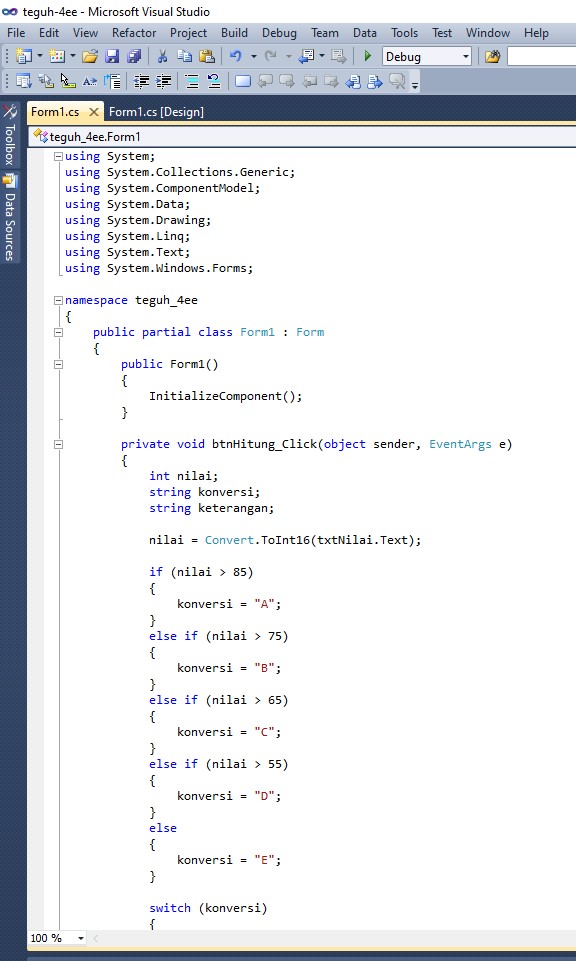 teguh-4ee - Microsoft Visual Studio
File Edit View Refactor Project Build Debug Team Data Tools Test Window Help
Debug
Form1.cs Form1.cs [Design]
Toolbox
Data Sources
teguh_4ee.Form1
using System;
using System.Collections.Generic;
using System.ComponentModel;
using System.Data;
using System.Drawing;
using System.Linq;
using System.Text;
using System.Windows.Forms;
namespace teguh_4ee
{
public partial class Form1 : Form
{
public Form1()
{
InitializeComponent();
}
private void btnHitung_Click(object sender, EventArgs e)
{
int nilai;
string konversi;
string keterangan;
nilai = Convert.ToInt16(txtNilai.Text);
if (nilai > 85)
{
konversi = "A";
}
else if (nilai > 75)
{
konversi = "B";
}
else if (nilai > 65)
{
konversi = "C";
}
else if (nilai > 55)
{
konversi = "D";
}
else
{
konversi = "E";
}
switch (konversi)
{
100 %